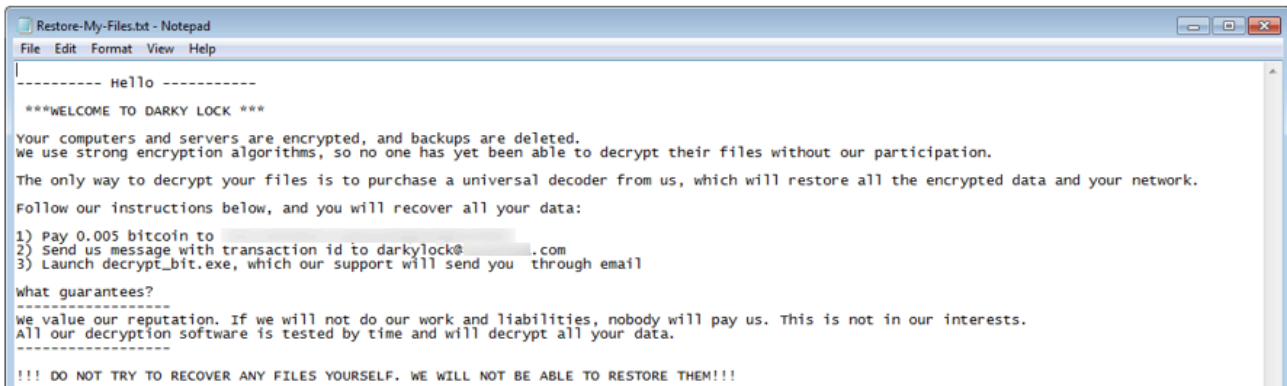 Restore-My-Files.txt - Notepad
File Edit Format View Help
---------- Hello -----------
***WELCOME TO DARKY LOCK ***
Your computers and servers are encrypted, and backups are deleted.
We use strong encryption algorithms, so no one has yet been able to decrypt their files without our participation.
The only way to decrypt your files is to purchase a universal decoder from us, which will restore all the encrypted data and your network.
Follow our instructions below, and you will recover all your data:
1) Pay 0.005 bitcoin to
2) Send us message with transaction id to darkylock@ .com
3) Launch decrypt_bit.exe, which our support will send you  through email
What guarantees?
------------------
We value our reputation. If we will not do our work and liabilities, nobody will pay us. This is not in our interests.
All our decryption software is tested by time and will decrypt all your data.
------------------
!!! DO NOT TRY TO RECOVER ANY FILES YOURSELF. WE WILL NOT BE ABLE TO RESTORE THEM!!!